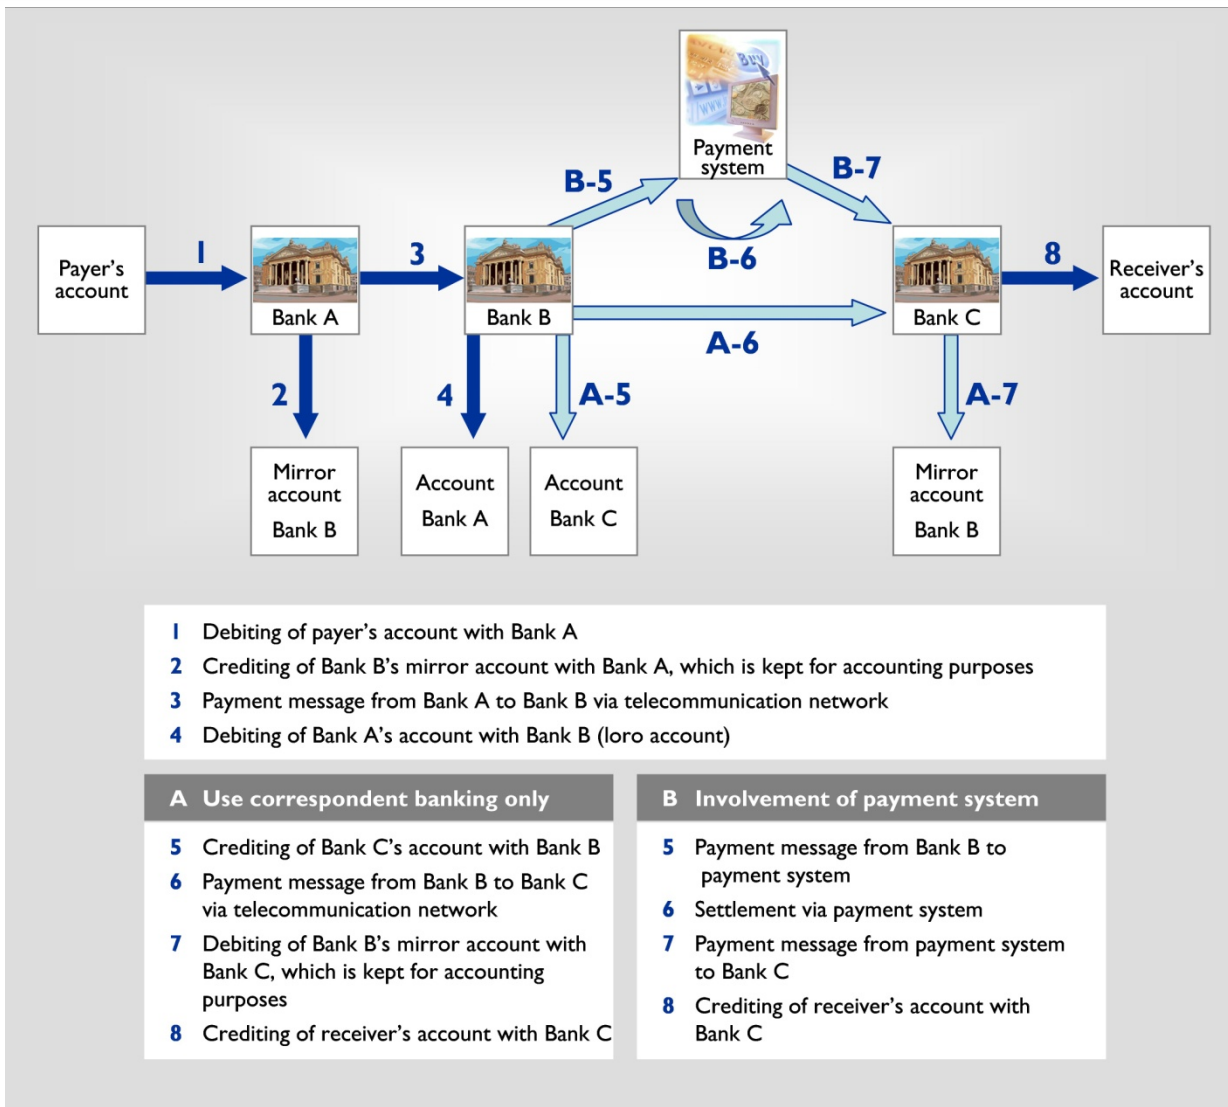 Buy
WWW
Payment
system
B-5
B-7
B-6
Payer's
account
1
Bank A
3
Bank B
A-6
Bank C
8
Receiver's
account
2
4
A-5
A-7
Mirror
account
Bank B
Account
Bank A
Account
Bank C
Mirror
account
Bank B
1 Debiting of payer's account with Bank A
2 Crediting of Bank B's mirror account with Bank A, which is kept for accounting purposes
3 Payment message from Bank A to Bank B via telecommunication network
4 Debiting of Bank A's account with Bank B (loro account)
A Use correspondent banking only
5 Crediting of Bank C's account with Bank B
6 Payment message from Bank B to Bank C
via telecommunication network
7 Debiting of Bank B's mirror account with
Bank C, which is kept for accounting
purposes
8 Crediting of receiver's account with Bank C
B Involvement of payment system
5 Payment message from Bank B to
payment system
6 Settlement via payment system
7 Payment message from payment system
to Bank C
8 Crediting of receiver's account with
Bank C